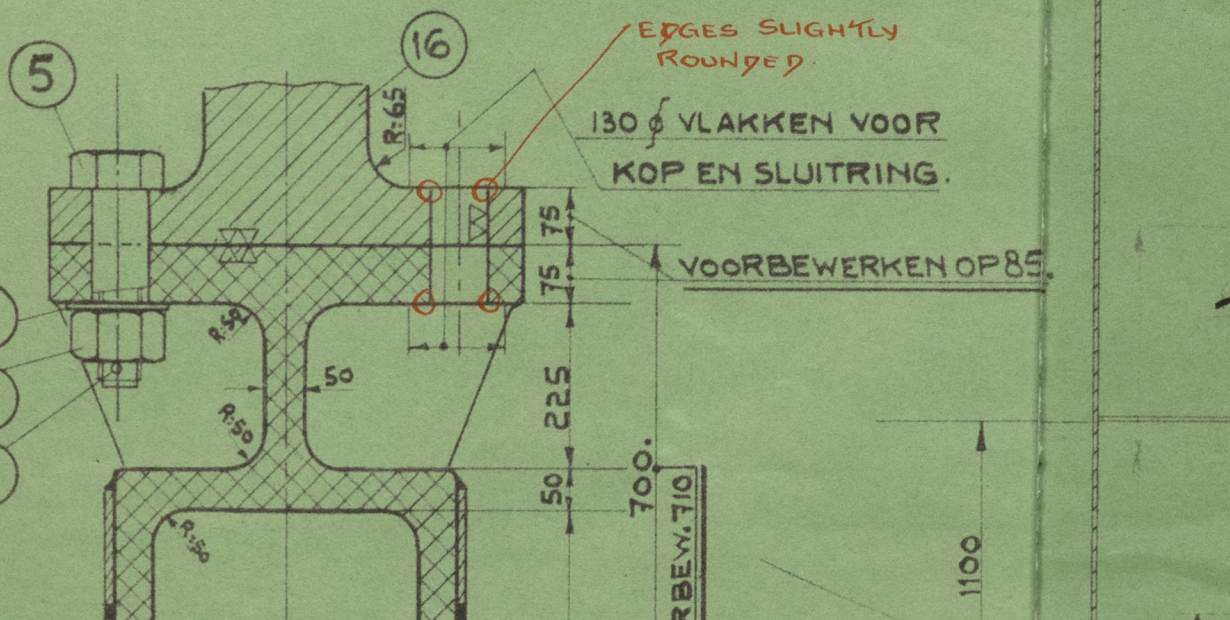 5
16
EDGES SLIGHTLY
ROUNDED.
R=65
130 ⌀ VLAKKEN VOOR
KOP EN SLUITRING.
75
75
VOORBEWERKEN OP 85.
R=50
50
225
R=50
50
700.
RBEW. 710
R=50
1100